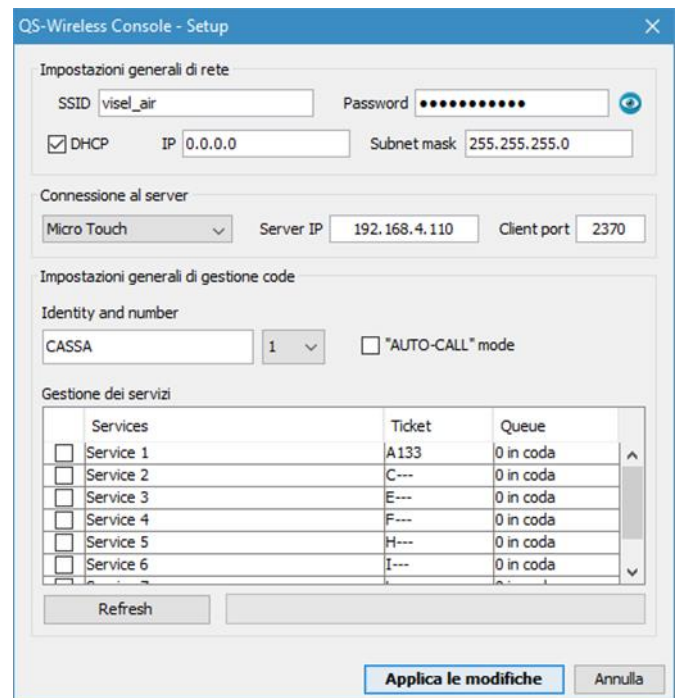 QS-Wireless Console - Setup
Impostazioni generali di rete
SSID visel_air Password ●●●●●●●●●●●
DHCP IP 0.0.0.0 Subnet mask 255.255.255.0
Connessione al server
Micro Touch Server IP 192.168.4.110 Client port 2370
Impostazioni generali di gestione code
Identity and number
CASSA 1 "AUTO-CALL" mode
Gestione dei servizi
Services Ticket Queue
Service 1 A133 0 in coda
Service 2 C--- 0 in coda
Service 3 E--- 0 in coda
Service 4 F--- 0 in coda
Service 5 H--- 0 in coda
Service 6 I--- 0 in coda
Refresh
Applica le modifiche Annulla